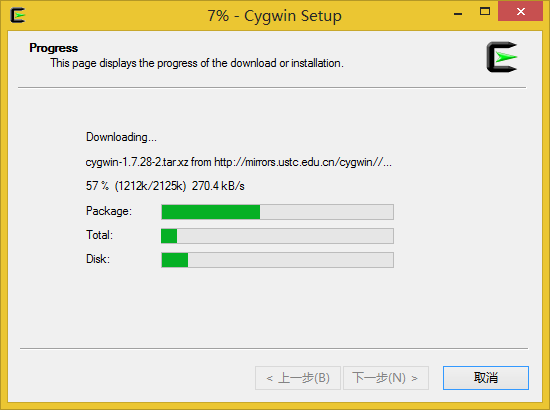 7% - Cygwin Setup
Progress
This page displays the progress of the download or installation.
Downloading...
cygwin-1.7.28-2.tar.xz from http://mirrors.ustc.edu.cn/cygwin//...
57 % (1212k/2125k) 270.4 kB/s
Package:
Total:
Disk:
< 上一步(B) 下一步(N) > 取消